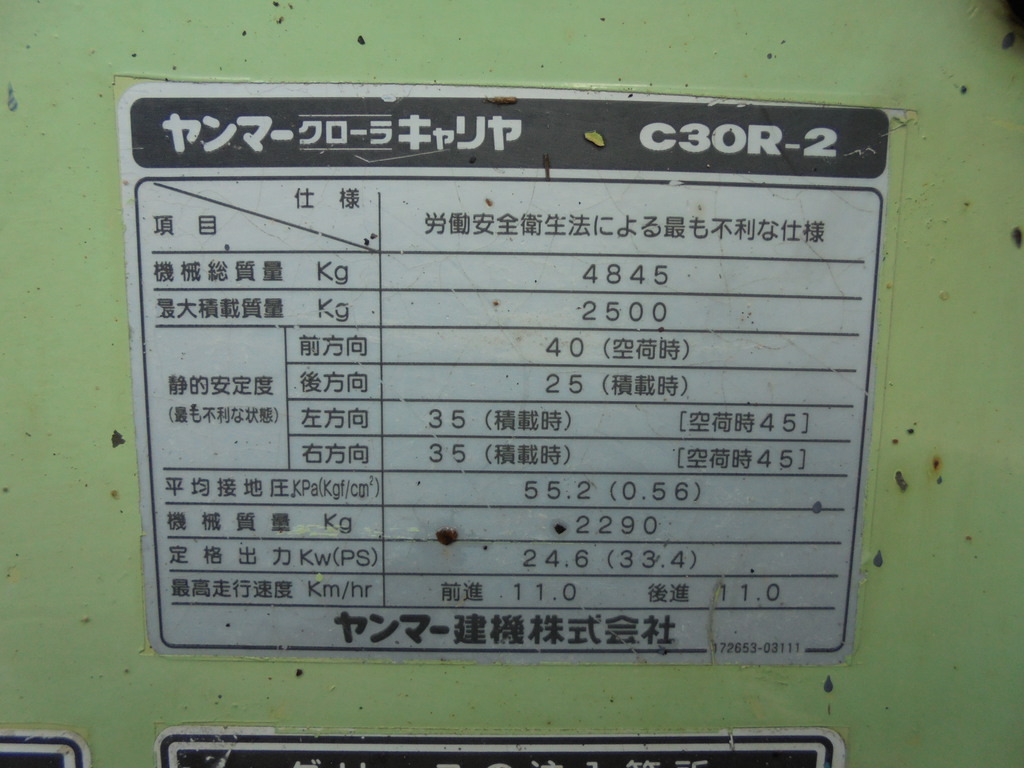 ヤンマークローラキャリヤ C30R-2
仕様
項目
労働安全衛生法による最も不利な仕様
機械総質量 Kg 4845
最大積載質量 Kg 2500
静的安定度
(最も不利な状態)
前方向 40 (空荷時)
後方向 25 (積載時)
左方向 35 (積載時) [空荷時45]
右方向 35 (積載時) [空荷時45]
平均接地圧KPa(Kgf/cm²) 55.2 (0.56)
機械質量 Kg 2290
定格出力 Kw(PS) 24.6 (33.4)
最高走行速度 Km/hr 前進 11.0 後進 11.0
ヤンマー建機株式会社
172653-03111